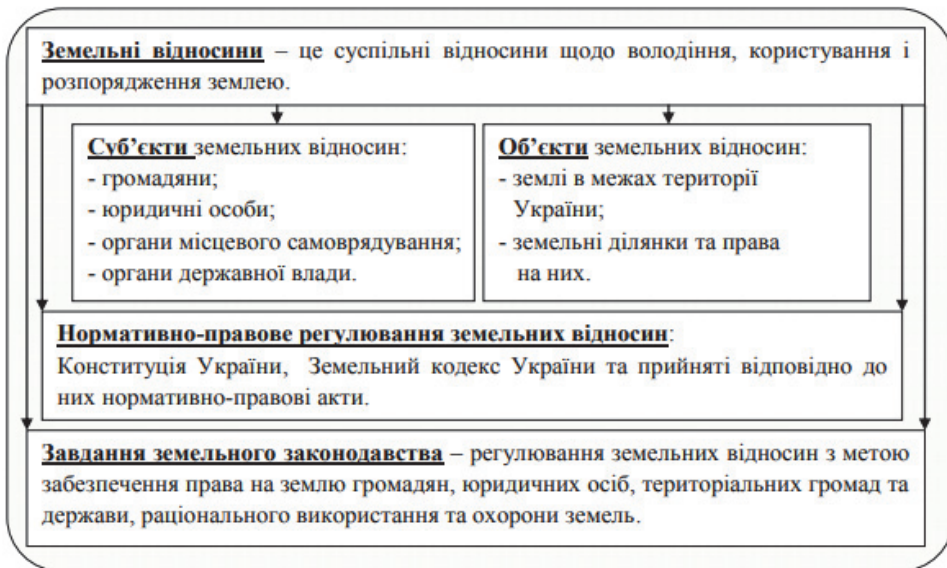 Земельні відносини – це суспільні відносини щодо володіння, користування і
розпорядження землею.
Суб’єкти земельних відносин:
- громадяни;
- юридичні особи;
- органи місцевого самоврядування;
- органи державної влади.
Об’єкти земельних відносин:
- землі в межах території
України;
- земельні ділянки та права
на них.
Нормативно-правове регулювання земельних відносин:
Конституція України, Земельний кодекс України та прийняті відповідно до
них нормативно-правові акти.
Завдання земельного законодавства – регулювання земельних відносин з метою
забезпечення права на землю громадян, юридичних осіб, територіальних громад та
держави, раціонального використання та охорони земель.